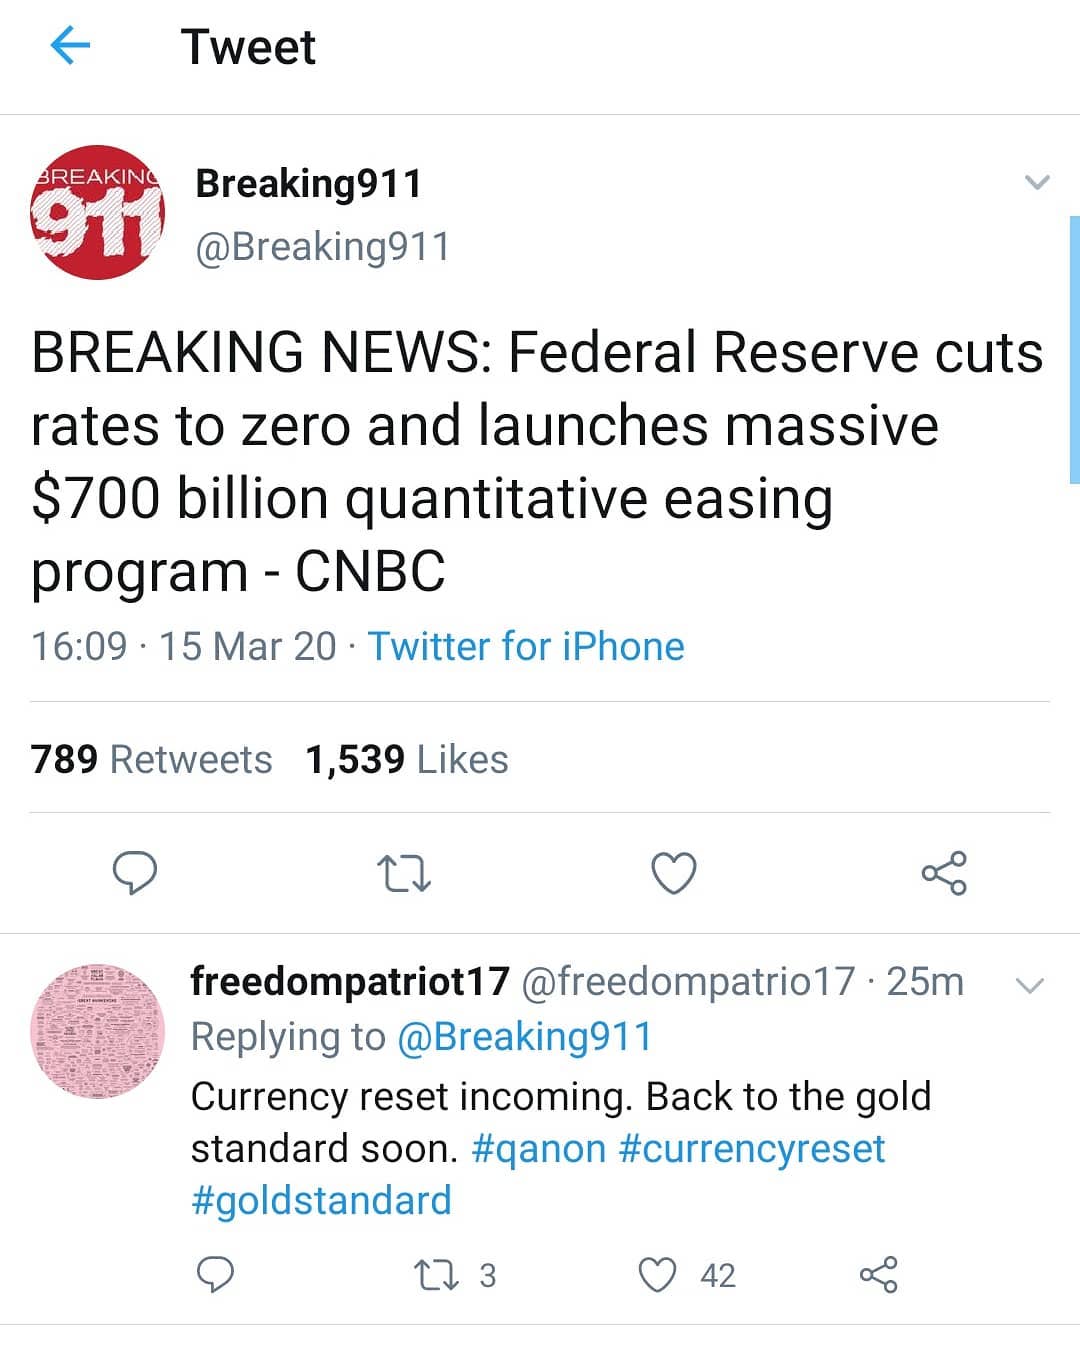 Tweet
BREAKING
911
Breaking911
@Breaking911
BREAKING NEWS: Federal Reserve cuts
rates to zero and launches massive
$700 billion quantitative easing
program - CNBC
16:09 · 15 Mar 20 · Twitter for iPhone
789 Retweets 1,539 Likes
freedompatriot17 @freedompatrio17 · 25m
Replying to @Breaking911
Currency reset incoming. Back to the gold
standard soon. #qanon #currencyreset
#goldstandard
3 42